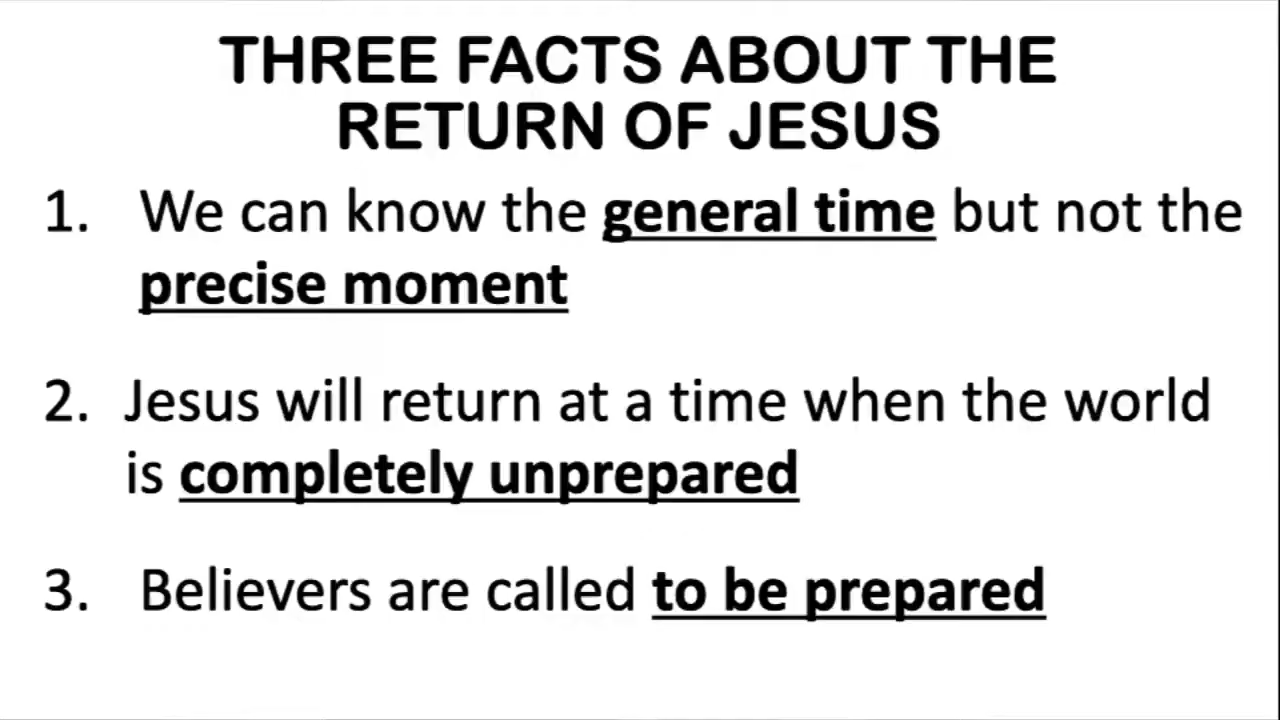 THREE FACTS ABOUT THE
RETURN OF JESUS
1. We can know the general time but not the
precise moment
2. Jesus will return at a time when the world
is completely unprepared
3. Believers are called to be prepared